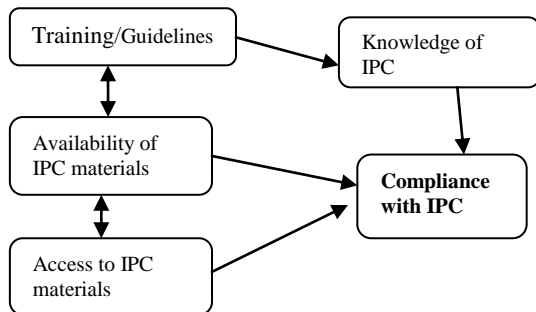 Training/Guidelines
Knowledge of
IPC
Availability of
IPC materials
Compliance
with IPC
Access to IPC
materials